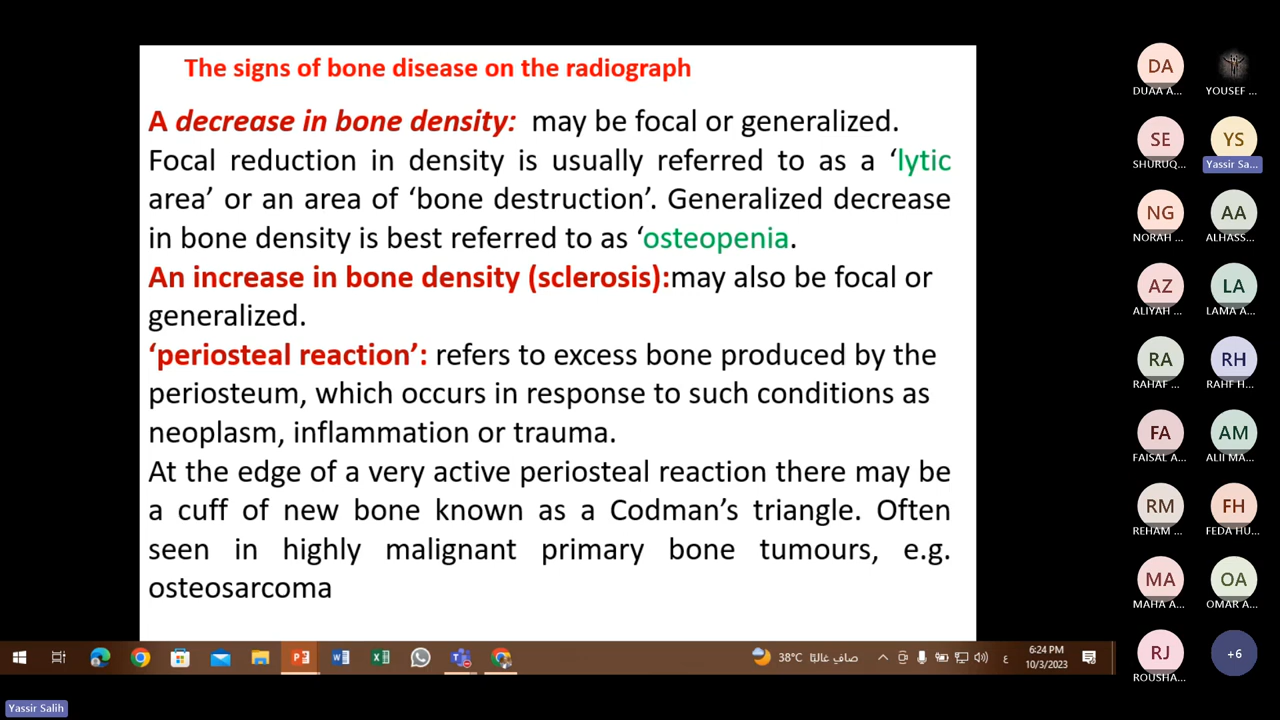 The signs of bone disease on the radiograph
A decrease in bone density: may be focal or generalized.
Focal reduction in density is usually referred to as a ‘lytic
area’ or an area of ‘bone destruction’. Generalized decrease
in bone density is best referred to as ‘osteopenia.
An increase in bone density (sclerosis):may also be focal or
generalized.
‘periosteal reaction’: refers to excess bone produced by the
periosteum, which occurs in response to such conditions as
neoplasm, inflammation or trauma.
At the edge of a very active periosteal reaction there may be
a cuff of new bone known as a Codman’s triangle. Often
seen in highly malignant primary bone tumours, e.g.
osteosarcoma
DA
DUAA A...
YOUSEF ...
SE
SHURUQ...
YS
Yassir Sa...
NG
NORAH ...
AA
ALHASS...
AZ
ALIYAH ...
LA
LAMA A...
RA
RAHAF ...
RH
RAHF H...
FA
FAISAL A...
AM
ALII MA...
RM
REHAM ...
FH
FEDA HU...
MA
MAHA A...
OA
OMAR A...
RJ
ROUSHA...
+6
38°C صافي غالبًا
ع
6:24 PM
10/3/2023
Yassir Salih